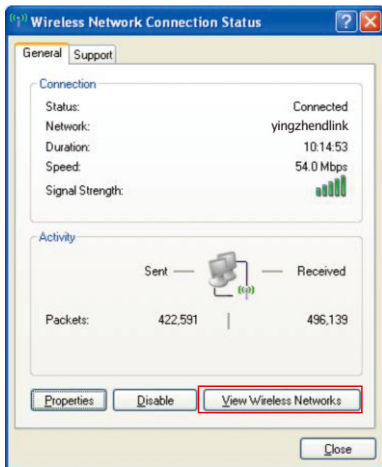 Wireless Network Connection Status
General Support
Connection
Status: Connected
Network: yingzhendlink
Duration: 10:14:53
Speed: 54.0 Mbps
Signal Strength:
Activity
Sent — — Received
Packets: 422,591 | 496,139
Properties Disable View Wireless Networks
Close